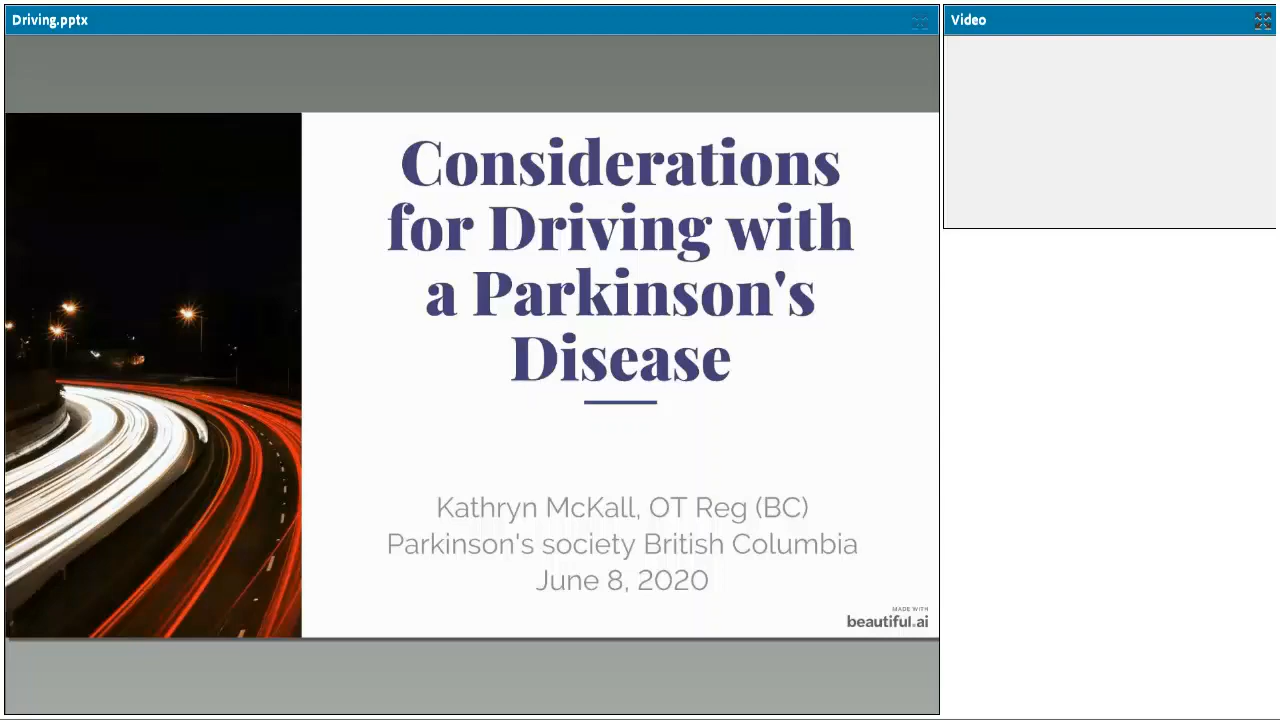 Driving.pptx
Video
Considerations
for Driving with
a Parkinson's
Disease
Kathryn McKall, OT Reg (BC)
Parkinson's society British Columbia
June 8, 2020
MADE WITH
beautiful.ai